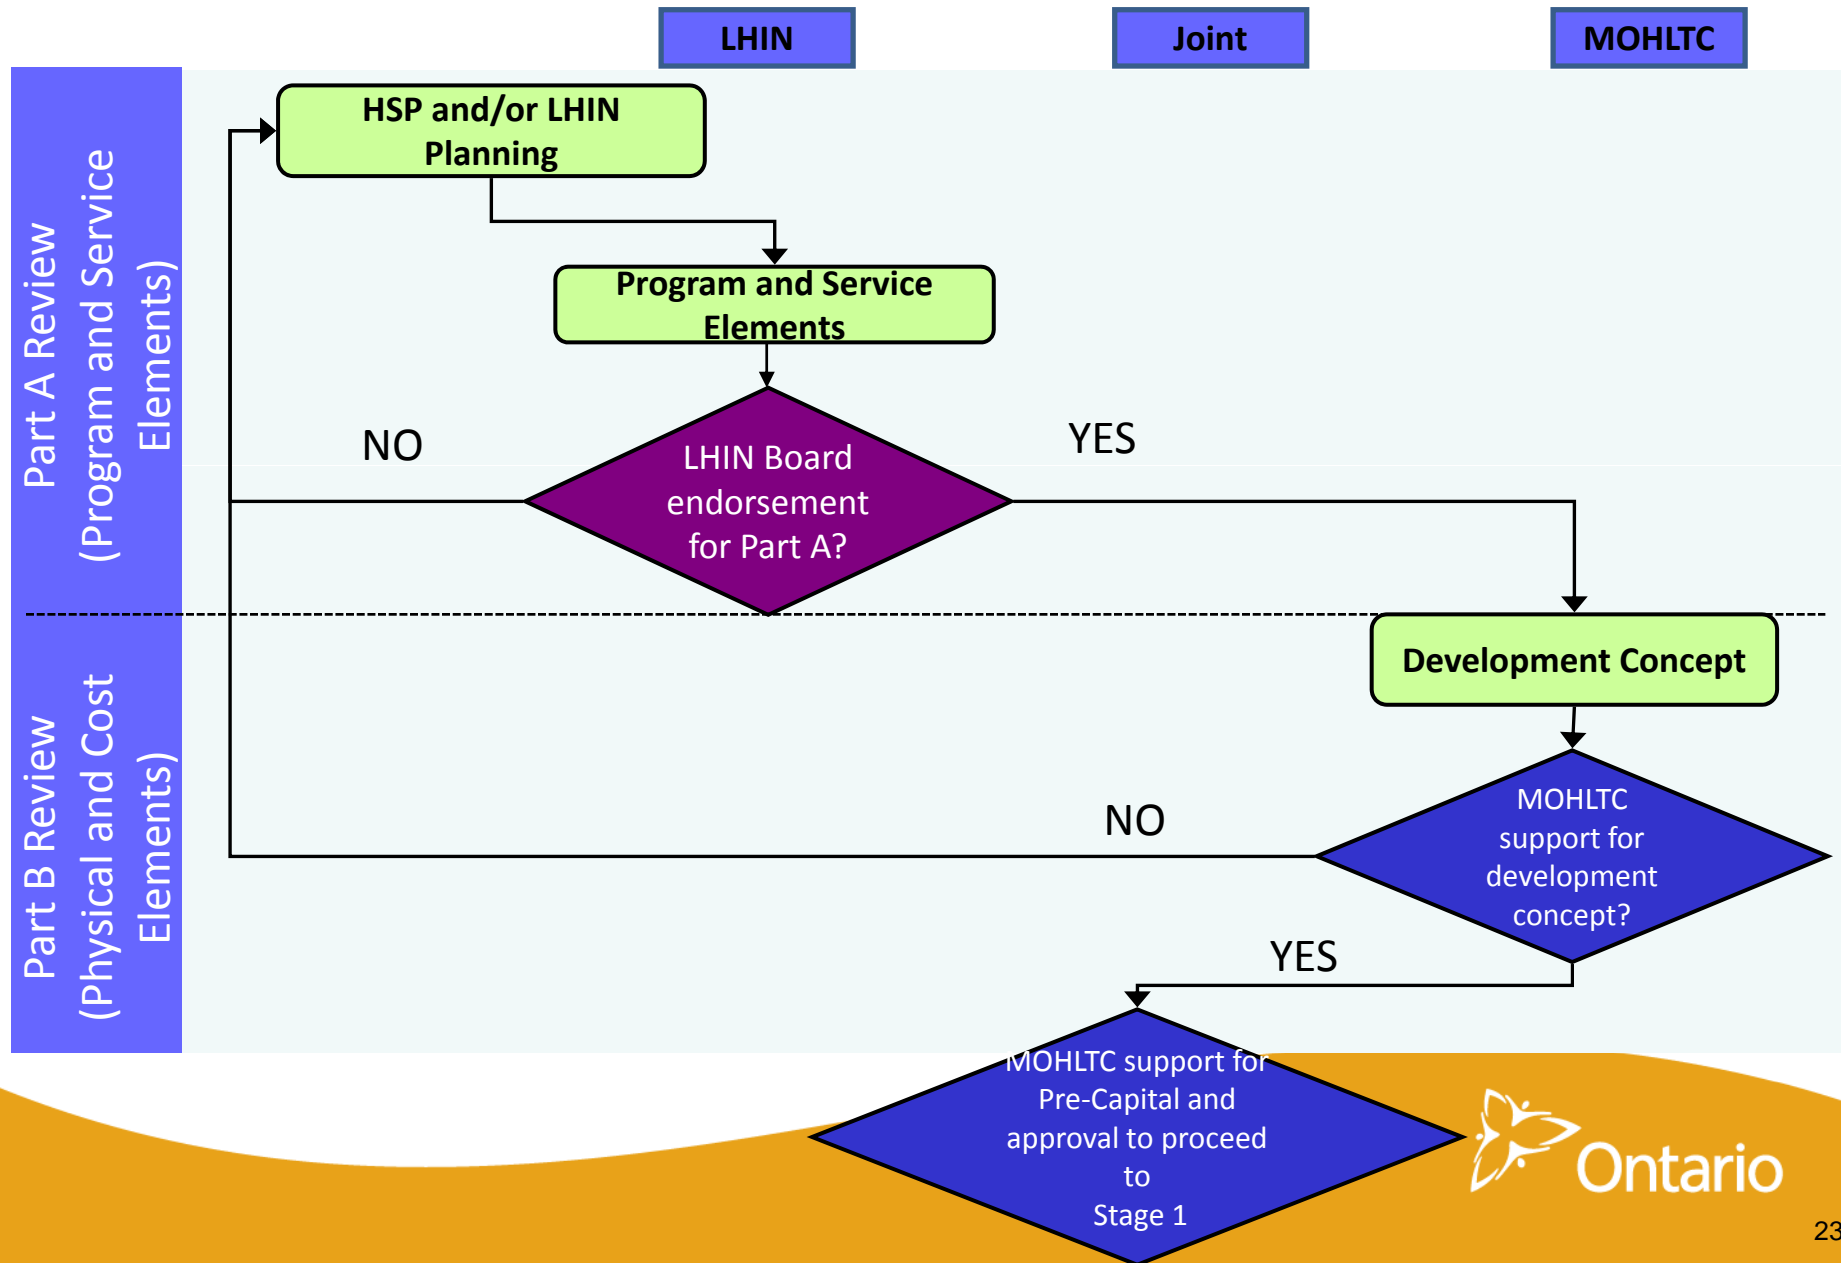 LHIN
Joint
MOHLTC
Part A Review
(Program and Service
Elements)
HSP and/or LHIN
Planning
Program and Service
Elements
NO
LHIN Board
endorsement
for Part A?
YES
Part B Review
(Physical and Cost
Elements)
Development Concept
NO
MOHLTC
support for
development
concept?
YES
MOHLTC support for
Pre-Capital and
approval to proceed
to
Stage 1
Ontario
23